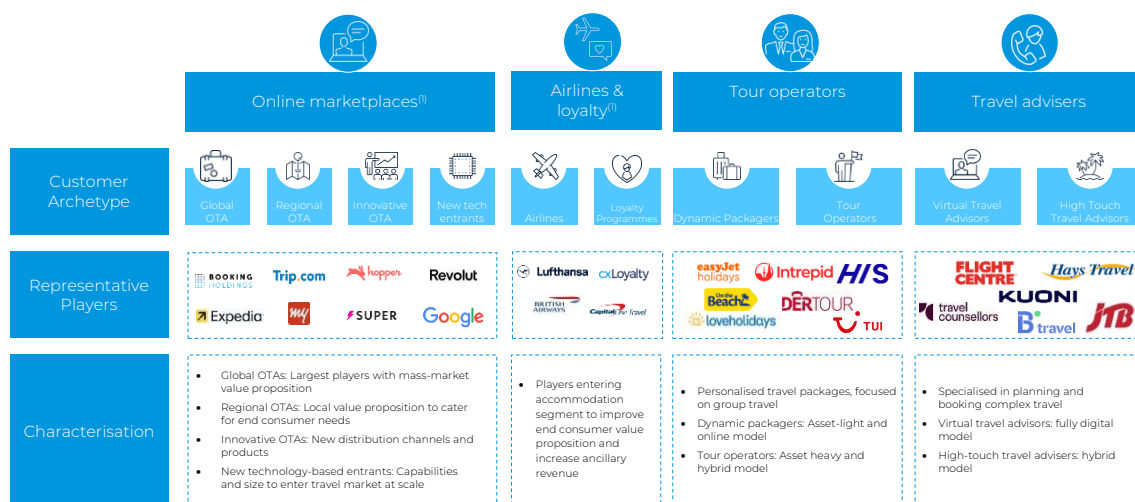 Online marketplaces(1)
Airlines &
loyalty(1)
Tour operators
Travel advisers
Customer
Archetype
Global
OTA
Regional
OTA
Innovative
OTA
New tech
entrants
Airlines
Loyalty
Programmes
Dynamic Packagers
Tour
Operators
Virtual Travel
Advisors
High Touch
Travel Advisors
Representative
Players
BOOKING
HOLDINGS
Trip.com
hopper
Revolut
Expedia
my
SUPER
Google
Lufthansa
cxLoyalty
BRITISH
AIRWAYS
Capital One Travel
easyJet
holidays
Intrepid
HIS
On the
Beach
DERTOUR
loveholidays
TUI
FLIGHT
CENTRE
Hays Travel
travel
counsellors
KUONI
B travel
JTB
Characterisation
• Global OTAs: Largest players with mass-market
value proposition
• Regional OTAs: Local value proposition to cater
for end consumer needs
• Innovative OTAs: New distribution channels and
products
• New technology-based entrants: Capabilities
and size to enter travel market at scale
• Players entering
accommodation
segment to improve
end consumer value
proposition and
increase ancillary
revenue
• Personalised travel packages, focused
on group travel
• Dynamic packagers: Asset-light and
online model
• Tour operators: Asset heavy and
hybrid model
• Specialised in planning and
booking complex travel
• Virtual travel advisors: fully digital
model
• High-touch travel advisers: hybrid
model